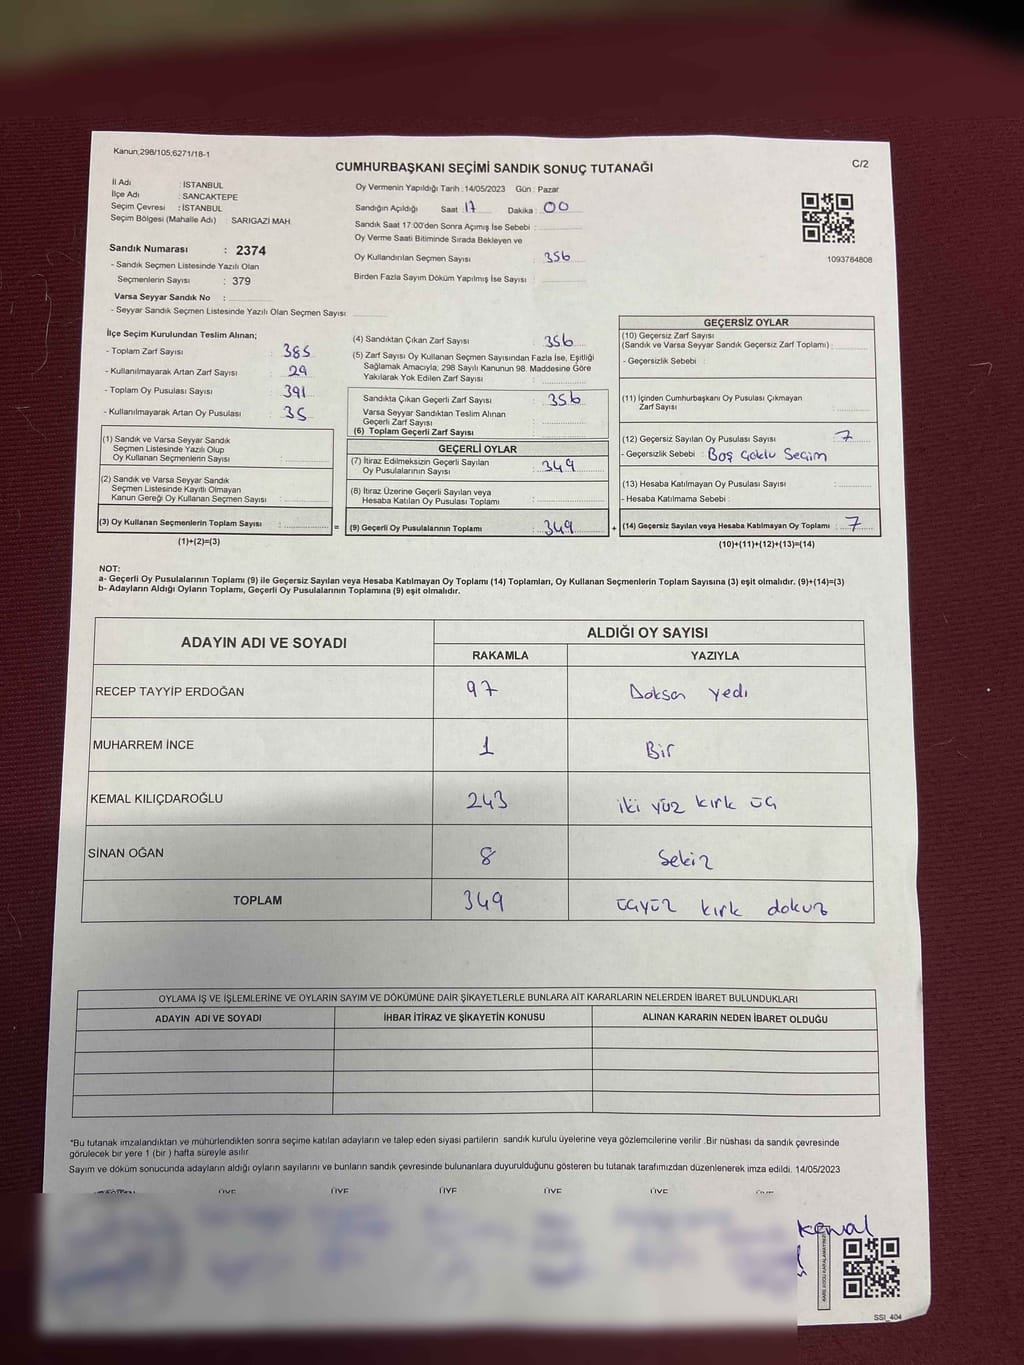 Kanun;298/105;6271/18-1
C/2
CUMHURBAŞKANI SEÇİMİ SANDIK SONUÇ TUTANAĞI
İl Adı : İSTANBUL
İlçe Adı : SANCAKTEPE
Seçim Çevresi : İSTANBUL
Seçim Bölgesi (Mahalle Adı) : SARIGAZİ MAH.
Sandık Numarası : 2374
- Sandık Seçmen Listesinde Yazılı Olan
Seçmenlerin Sayısı : 379
Varsa Seyyar Sandık No :
- Seyyar Sandık Seçmen Listesinde Yazılı Olan Seçmen Sayısı:
Oy Vermenin Yapıldığı Tarih :14/05/2023 Gün : Pazar
Sandığın Açıldığı Saat : 17 Dakika : 00
Sandık Saat 17:00'den Sonra Açımış İse Sebebi :
Oy Verme Saati Bitiminde Sırada Bekleyen ve
Oy Kullandırılan Seçmen Sayısı : 356
Birden Fazla Sayım Döküm Yapılmış İse Sayısı :
1093784808
İlçe Seçim Kurulundan Teslim Alınan;
- Toplam Zarf Sayısı : 385
- Kullanılmayarak Artan Zarf Sayısı : 29
- Toplam Oy Pusulası Sayısı : 391
- Kullanılmayarak Artan Oy Pusulası : 35
(1) Sandık ve Varsa Seyyar Sandık
Seçmen Listesinde Yazılı Olup
Oy Kullanan Seçmenlerin Sayısı :
(2) Sandık ve Varsa Seyyar Sandık
Seçmen Listesinde Kayıtlı Olmayan
Kanun Gereği Oy Kullanan Seçmen Sayısı :
(3) Oy Kullanan Seçmenlerin Toplam Sayısı :
(1)+(2)=(3)
(4) Sandıktan Çıkan Zarf Sayısı : 356
(5) Zarf Sayısı Oy Kullanan Seçmen Sayısından Fazla İse, Eşitliği
Sağlamak Amacıyla, 298 Sayılı Kanunun 98. Maddesine Göre
Yakılarak Yok Edilen Zarf Sayısı :
Sandıkta Çıkan Geçerli Zarf Sayısı : 356
Varsa Seyyar Sandıktan Teslim Alınan
Geçerli Zarf Sayısı :
(6) Toplam Geçerli Zarf Sayısı :
GEÇERLİ OYLAR
(7) İtiraz Edilmeksizin Geçerli Sayılan
Oy Pusulalarının Sayısı : 349
(8) İtiraz Üzerine Geçerli Sayılan veya
Hesaba Katılan Oy Pusulası Toplamı :
= (9) Geçerli Oy Pusulalarının Toplamı : 349 +
GEÇERSİZ OYLAR
(10) Geçersiz Zarf Sayısı
(Sandık ve Varsa Seyyar Sandık Geçersiz Zarf Toplamı) :
- Geçersizlik Sebebi :
(11) İçinden Cumhurbaşkanı Oy Pusulası Çıkmayan
Zarf Sayısı :
(12) Geçersiz Sayılan Oy Pusulası Sayısı : 7
- Geçersizlik Sebebi : Boş Çoklu Seçim
(13) Hesaba Katılmayan Oy Pusulası Sayısı :
- Hesaba Katılmama Sebebi :
(14) Geçersiz Sayılan veya Hesaba Katılmayan Oy Toplamı : 7
(10)+(11)+(12)+(13)=(14)
NOT:
a- Geçerli Oy Pusulalarının Toplamı (9) ile Geçersiz Sayılan veya Hesaba Katılmayan Oy Toplamı (14) Toplamları, Oy Kullanan Seçmenlerin Toplam Sayısına (3) eşit olmalıdır. (9)+(14)=(3)
b- Adayların Aldığı Oyların Toplamı, Geçerli Oy Pusulalarının Toplamına (9) eşit olmalıdır.
ADAYIN ADI VE SOYADI
ALDIĞI OY SAYISI
RAKAMLA YAZIYLA
RECEP TAYYİP ERDOĞAN 97 Doksan yedi
MUHARREM İNCE 1 Bir
KEMAL KILIÇDAROĞLU 243 iki yüz kırk üç
SİNAN OĞAN 8 Sekiz
TOPLAM 349 üçyüz kırk dokuz
OYLAMA İŞ VE İŞLEMLERİNE VE OYLARIN SAYIM VE DÖKÜMÜNE DAİR ŞİKAYETLERLE BUNLARA AİT KARARLARIN NELERDEN İBARET BULUNDUKLARI
ADAYIN ADI VE SOYADI İHBAR İTİRAZ VE ŞİKAYETİN KONUSU ALINAN KARARIN NEDEN İBARET OLDUĞU
*Bu tutanak imzalandıktan ve mühürlendikten sonra seçime katılan adayların ve talep eden siyasi partilerin sandık kurulu üyelerine veya gözlemcilerine verilir .Bir nüshası da sandık çevresinde
görülecek bir yere 1 (bir ) hafta süreyle asılır.
Sayım ve döküm sonucunda adayların aldığı oyların sayılarını ve bunların sandık çevresinde bulunanlara duyurulduğunu gösteren bu tutanak tarafımızdan düzenlenerek imza edildi. 14/05/2023
ÜYE ÜYE ÜYE ÜYE ÜYE
kemal
KARE KODU KARALAMAYINIZ
SSI_404